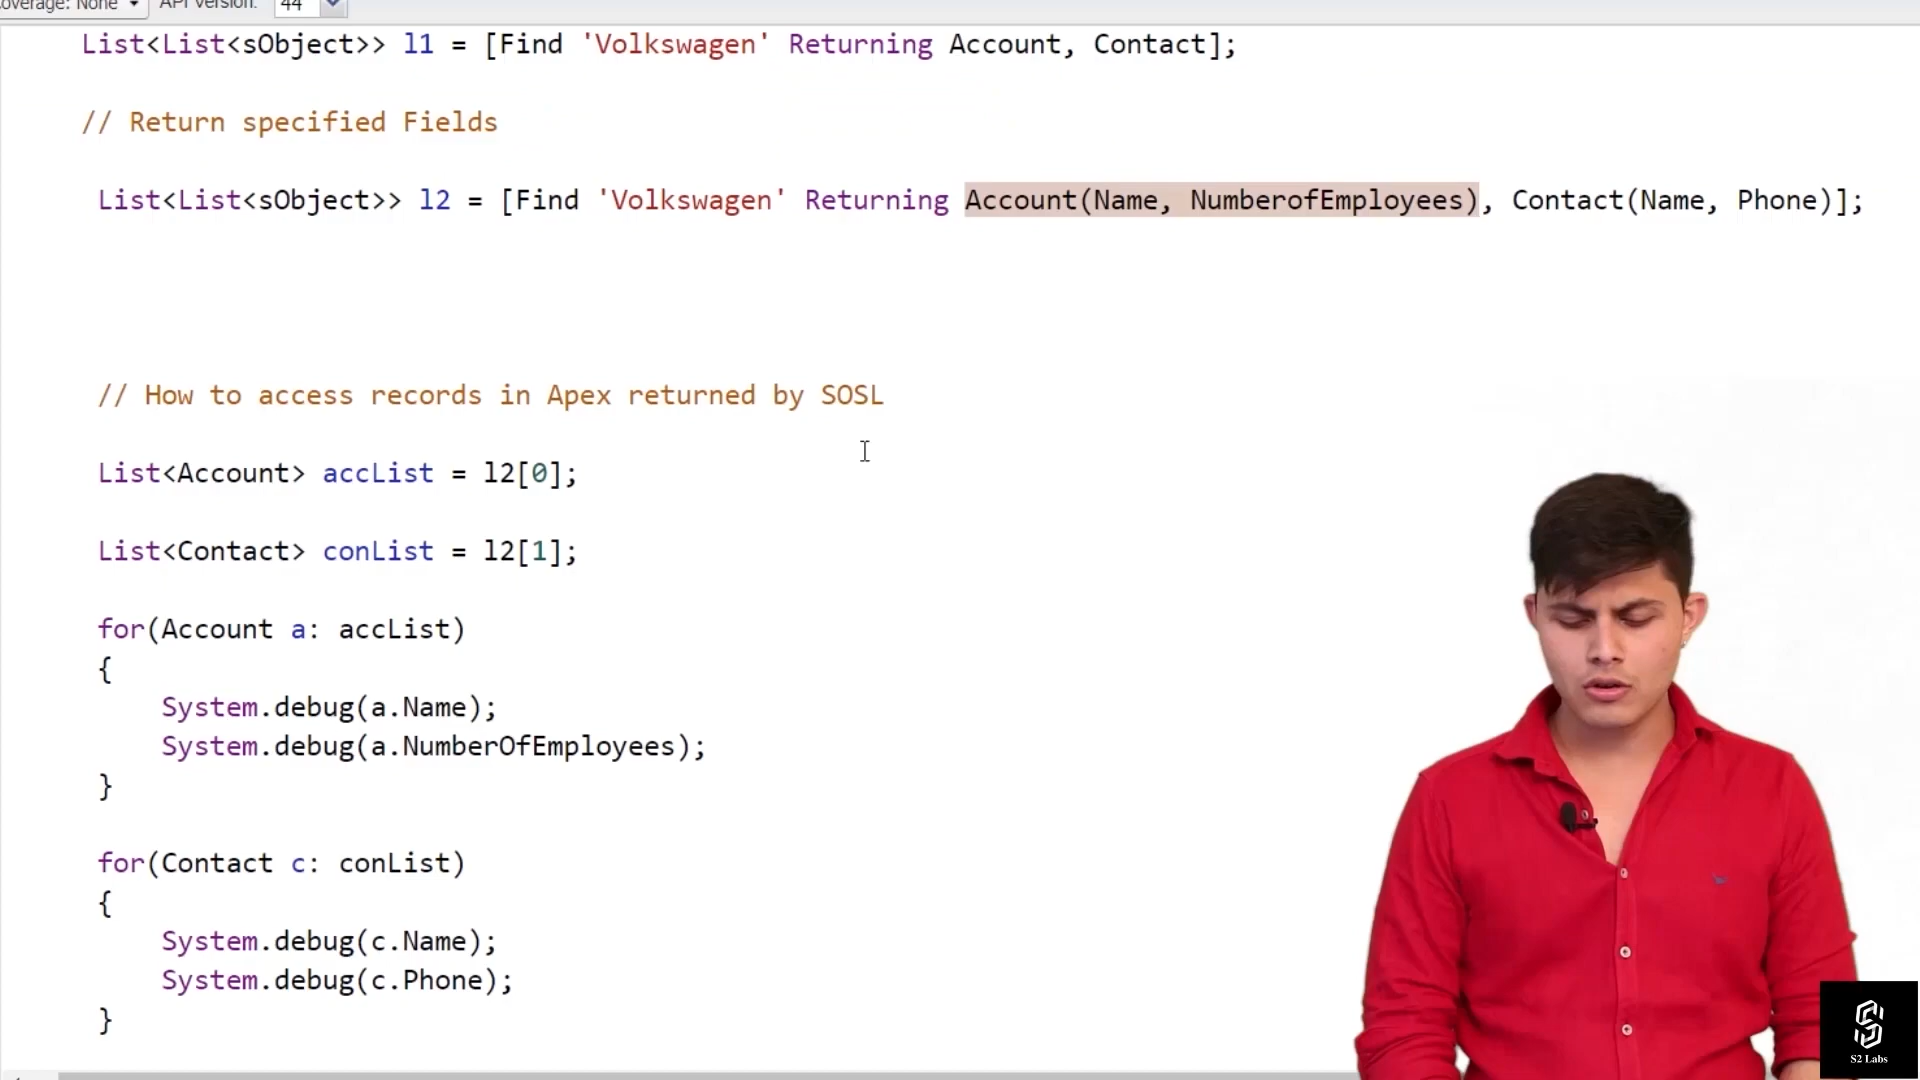 overage: None API Version: 44
List<List<sObject>> l1 = [Find 'Volkswagen' Returning Account, Contact];
// Return specified Fields
List<List<sObject>> l2 = [Find 'Volkswagen' Returning Account(Name, NumberofEmployees), Contact(Name, Phone)];
// How to access records in Apex returned by SOSL
List<Account> accList = l2[0];
List<Contact> conList = l2[1];
for(Account a: accList)
{
System.debug(a.Name);
System.debug(a.NumberOfEmployees);
}
for(Contact c: conList)
{
System.debug(c.Name);
System.debug(c.Phone);
}
S2 Labs